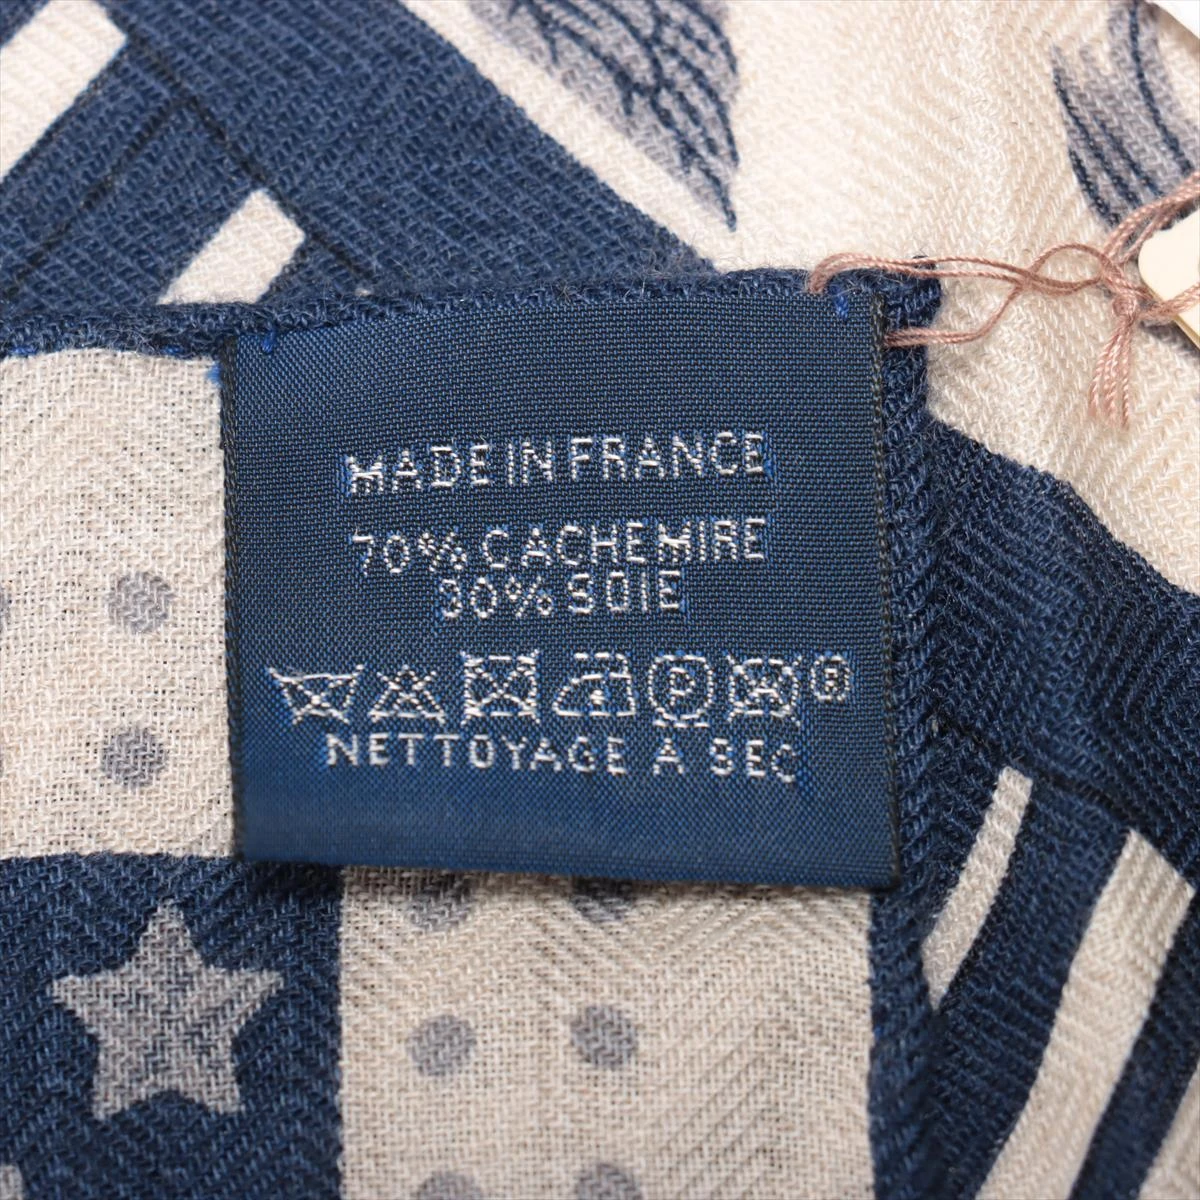 MADE IN FRANCE
70% CACHEMIRE
30% SOIE
P A ®
NETTOYAGE A SEC